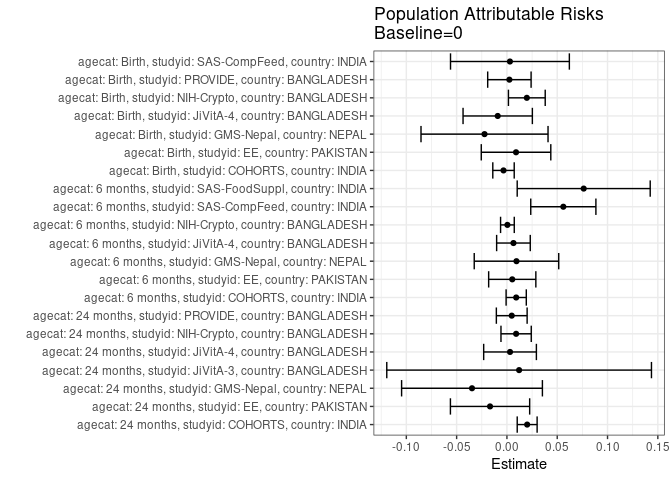 Population Attributable Risks
Baseline=0
agecat: Birth, studyid: SAS-CompFeed, country: INDIA
agecat: Birth, studyid: PROVIDE, country: BANGLADESH
agecat: Birth, studyid: NIH-Crypto, country: BANGLADESH
agecat: Birth, studyid: JiVitA-4, country: BANGLADESH
agecat: Birth, studyid: GMS-Nepal, country: NEPAL
agecat: Birth, studyid: EE, country: PAKISTAN
agecat: Birth, studyid: COHORTS, country: INDIA
agecat: 6 months, studyid: SAS-FoodSuppl, country: INDIA
agecat: 6 months, studyid: SAS-CompFeed, country: INDIA
agecat: 6 months, studyid: NIH-Crypto, country: BANGLADESH
agecat: 6 months, studyid: JiVitA-4, country: BANGLADESH
agecat: 6 months, studyid: GMS-Nepal, country: NEPAL
agecat: 6 months, studyid: EE, country: PAKISTAN
agecat: 6 months, studyid: COHORTS, country: INDIA
agecat: 24 months, studyid: PROVIDE, country: BANGLADESH
agecat: 24 months, studyid: NIH-Crypto, country: BANGLADESH
agecat: 24 months, studyid: JiVitA-4, country: BANGLADESH
agecat: 24 months, studyid: JiVitA-3, country: BANGLADESH
agecat: 24 months, studyid: GMS-Nepal, country: NEPAL
agecat: 24 months, studyid: EE, country: PAKISTAN
agecat: 24 months, studyid: COHORTS, country: INDIA
-0.10 -0.05 0.00 0.05 0.10 0.15
Estimate